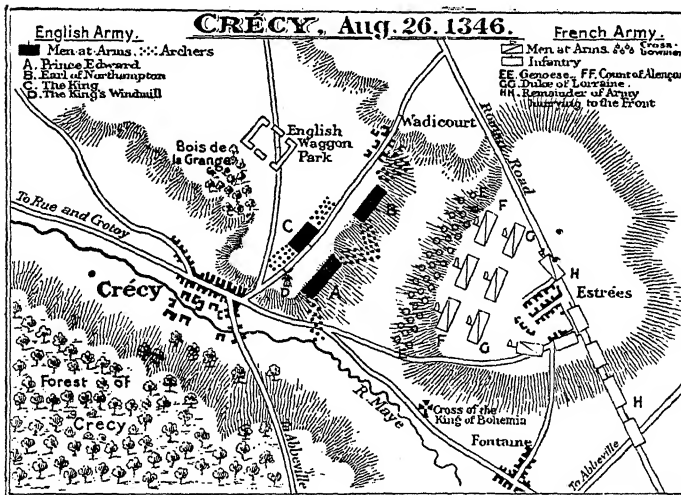 CRÉCY, Aug. 26. 1346.
English Army.
Men at Arms. Archers
A. Prince Edward
B. Earl of Northampton
C. The King
D. The King's Windmill
French Army.
Men at Arms. Cross-
bowmen
Infantry
EE. Genoese. FF. Count of Alençon
GG. Duke of Lorraine.
HH. Remainder of Army
hurrying to the Front
Wadicourt
English
Waggon
Park
Bois de
la Grange
Road
To Rue and Crotoy
Crécy
Forest of
Crecy
To Abbeville
R. Maye
Cross of the
King of Bohemia
Fontaine
Estrées
To Abbeville
A
B
C
D
E
F
G
H
E
G
H